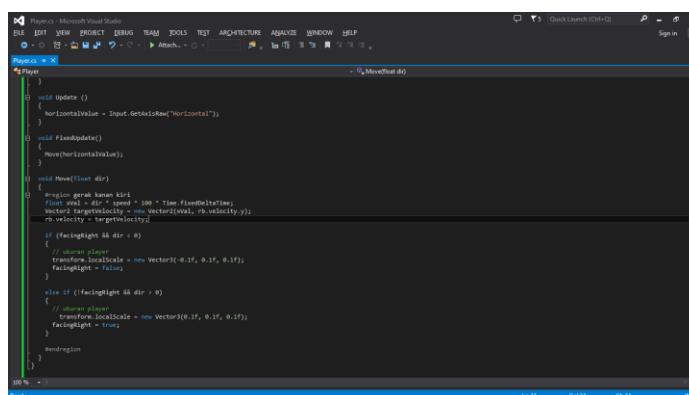 Player.cs - Microsoft Visual Studio
5
Quick Launch (Ctrl+Q)
FILE EDIT VIEW PROJECT DEBUG TEAM TOOLS TEST ARCHITECTURE ANALYZE WINDOW HELP
Sign in
Attach...
Player.cs
Player
Move(float dir)
}
void Update ()
{
horizontalValue = Input.GetAxisRaw("Horizontal");
}
void FixedUpdate()
{
Move(horizontalValue);
}
void Move(float dir)
{
#region gerak kanan kiri
float xVal = dir * speed * 100 * Time.fixedDeltaTime;
Vector2 targetVelocity = new Vector2(xVal, rb.velocity.y);
rb.velocity = targetVelocity;
if (facingRight && dir < 0)
{
// ukuran player
transform.localScale = new Vector3(-0.1f, 0.1f, 0.1f);
facingRight = false;
}
else if (!facingRight && dir > 0)
{
// ukuran player
transform.localScale = new Vector3(0.1f, 0.1f, 0.1f);
facingRight = true;
}
#endregion
}
}
100 %